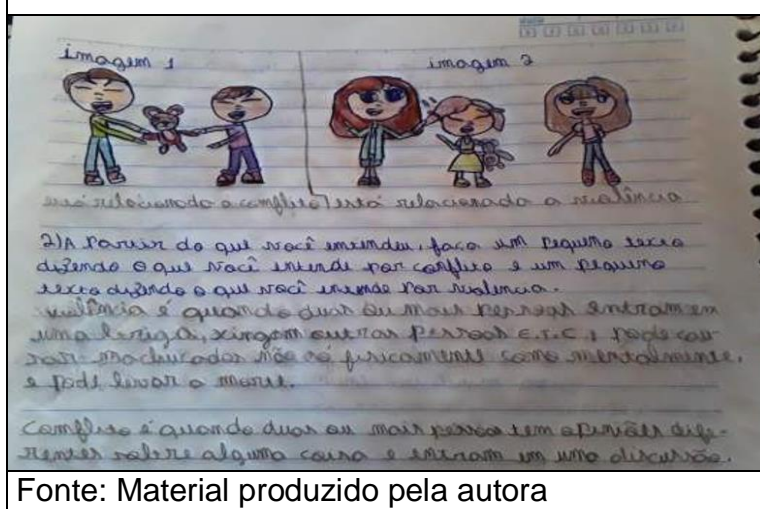 imagem 1 imagem 2
está relacionado a conflito está relacionada a violência
2) A partir do que você entendeu, faça um pequeno texto
dizendo o que você entende por conflito e um pequeno
texto dizendo o que você entende por violência.
violência é quando duas ou mais pessoas entram em
uma briga, xingam outras pessoas E.T.C, e pode cau-
sar machucados não só fisicamente como mentalmente,
e pode levar a morte.
Conflito é quando duas ou mais pessoa tem opiniões dife-
rentes sobre alguma coisa e entram em uma discussão.
Fonte: Material produzido pela autora